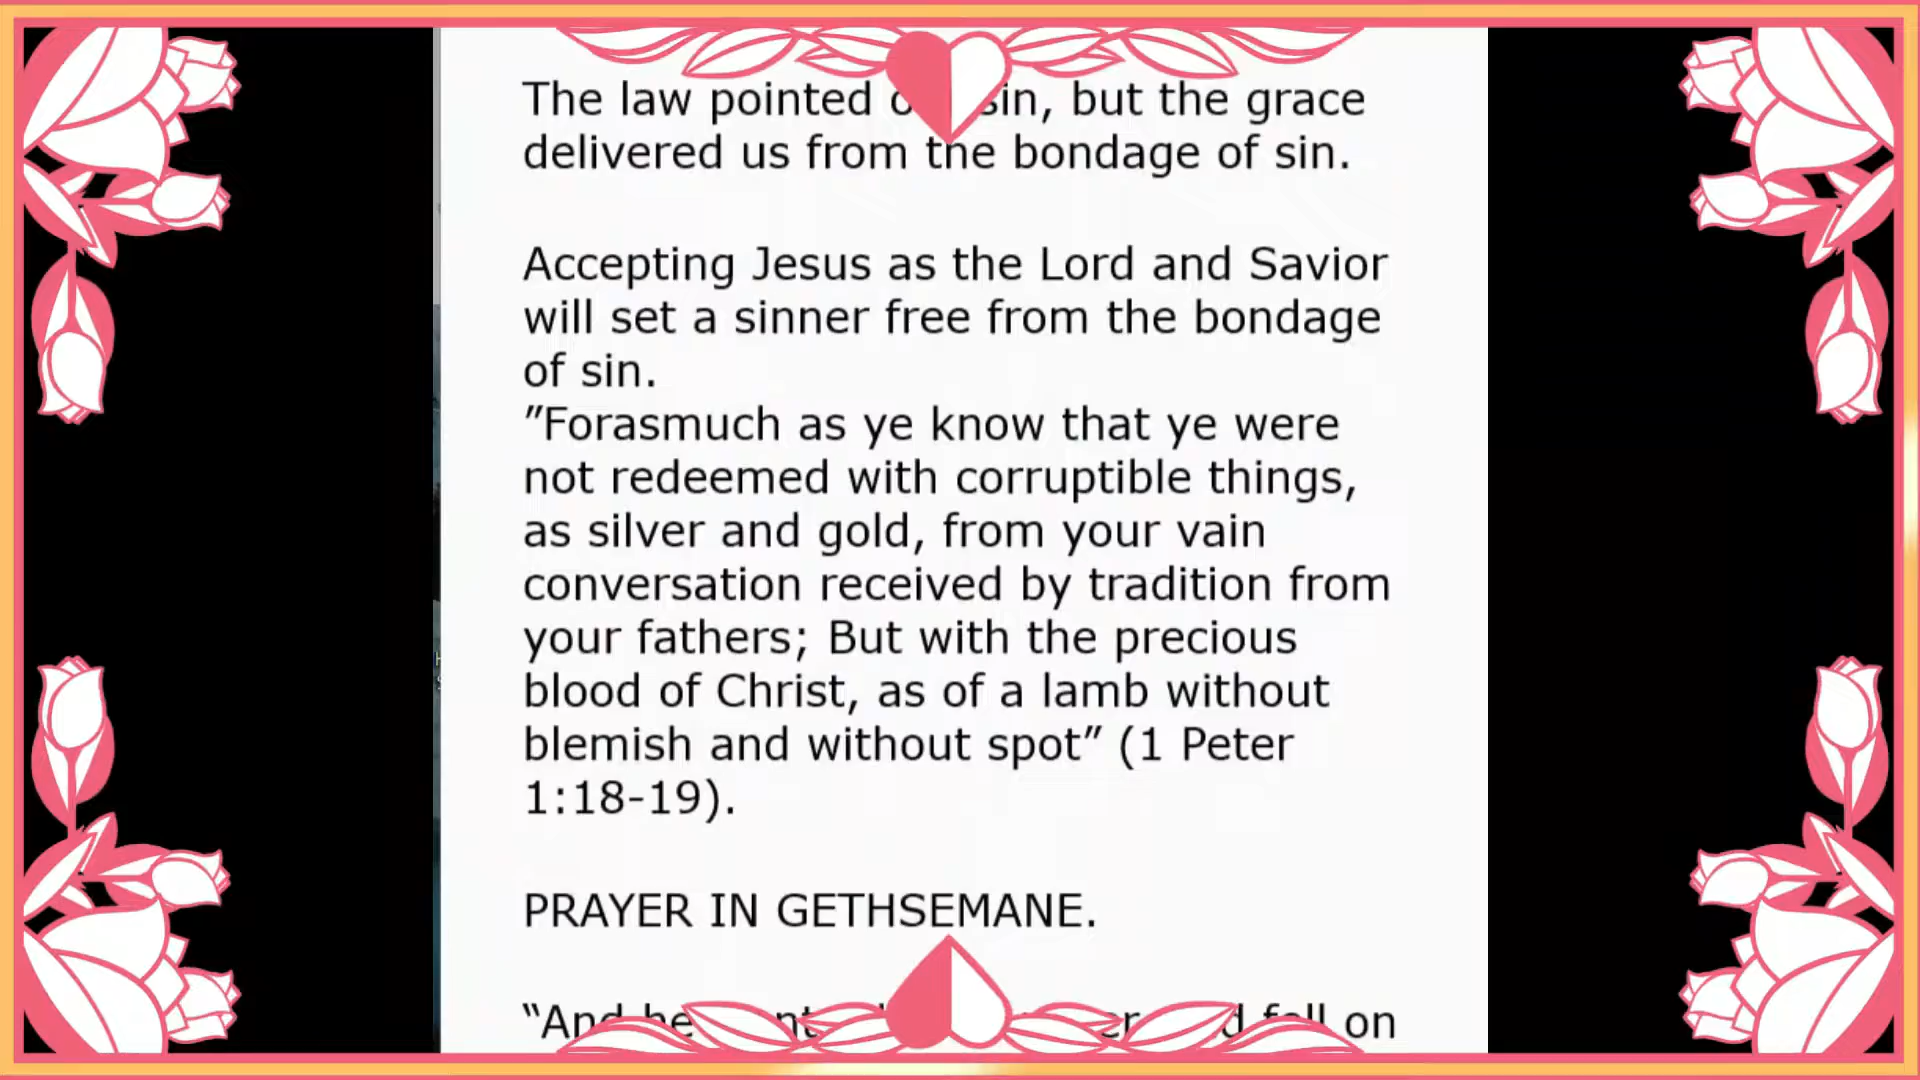 The law pointed sin, but the grace
delivered us from the bondage of sin.
Accepting Jesus as the Lord and Savior
will set a sinner free from the bondage
of sin.
"Forasmuch as ye know that ye were
not redeemed with corruptible things,
as silver and gold, from your vain
conversation received by tradition from
your fathers; But with the precious
blood of Christ, as of a lamb without
blemish and without spot" (1 Peter
1:18-19).
PRAYER IN GETHSEMANE.
“And he fell on